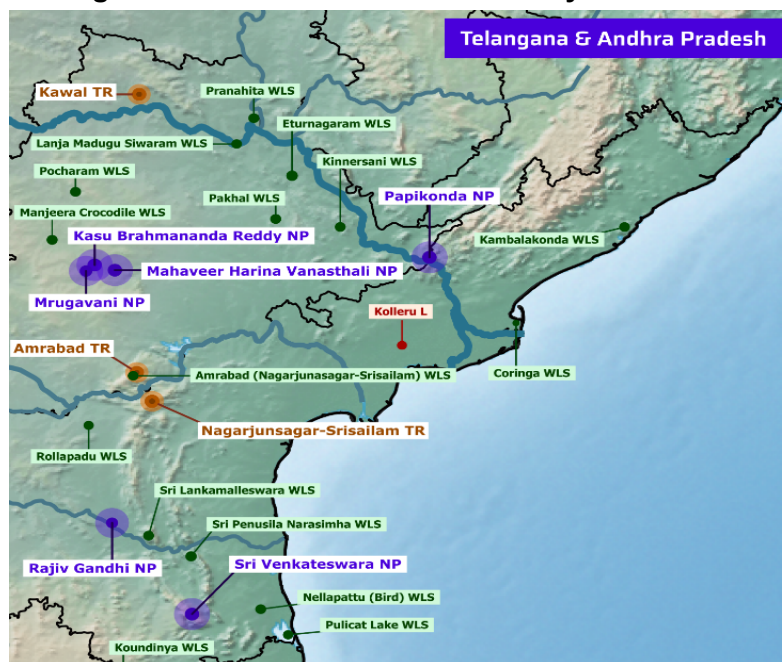 Telangana & Andhra Pradesh
Kawal TR
Pranahita WLS
Eturnagaram WLS
Lanja Madugu Siwaram WLS
Kinnersani WLS
Pocharam WLS
Pakhal WLS
Papikonda NP
Manjeera Crocodile WLS
Kasu Brahmananda Reddy NP
Kambalakonda WLS
Mahaveer Harina Vanasthali NP
Mrugavani NP
Kolleru L
Amrabad TR
Amrabad (Nagarjunasagar-Srisailam) WLS
Coringa WLS
Nagarjunsagar-Srisailam TR
Rollapadu WLS
Sri Lankamalleswara WLS
Sri Penusila Narasimha WLS
Rajiv Gandhi NP
Sri Venkateswara NP
Nellapattu (Bird) WLS
Pulicat Lake WLS
Koundinya WLS